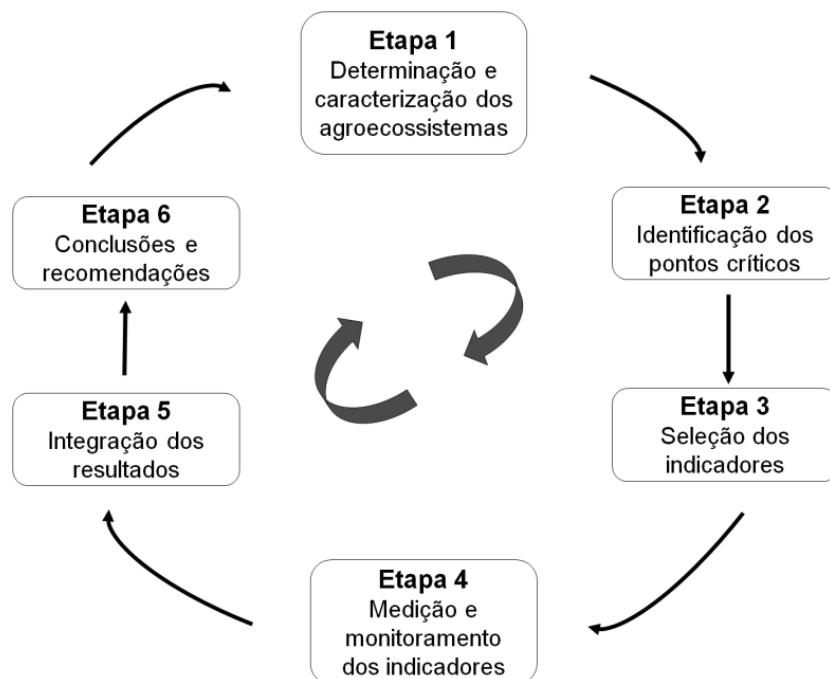 Etapa 1
Determinação e
caracterização dos
agroecossistemas
Etapa 2
Identificação dos
pontos críticos
Etapa 3
Seleção dos
indicadores
Etapa 4
Medição e
monitoramento
dos indicadores
Etapa 5
Integração dos
resultados
Etapa 6
Conclusões e
recomendações